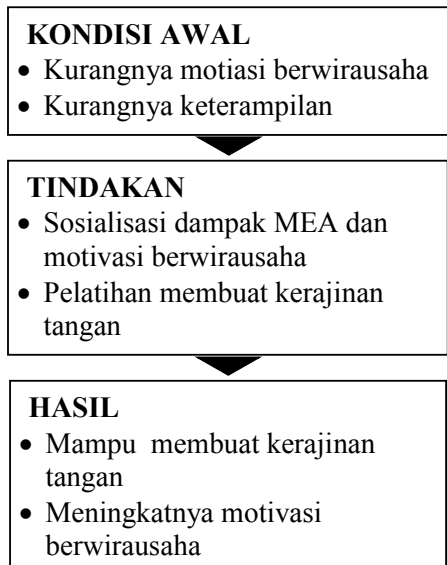 KONDISI AWAL
• Kurangnya motiasi berwirausaha
• Kurangnya keterampilan
TINDAKAN
• Sosialisasi dampak MEA dan
motivasi berwirausaha
• Pelatihan membuat kerajinan
tangan
HASIL
• Mampu membuat kerajinan
tangan
• Meningkatnya motivasi
berwirausaha